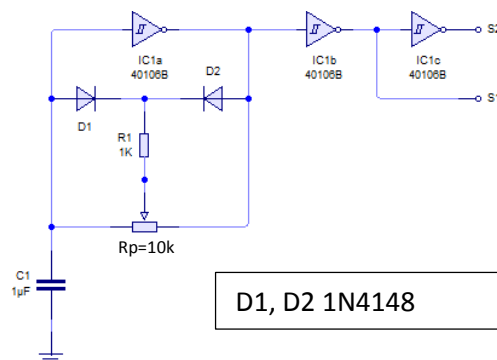 S2
IC1a
40106B
IC1b
40106B
IC1c
40106B
D2
S1
D1
R1
1K
Rp=10k
C1
1µF
D1, D2 1N4148